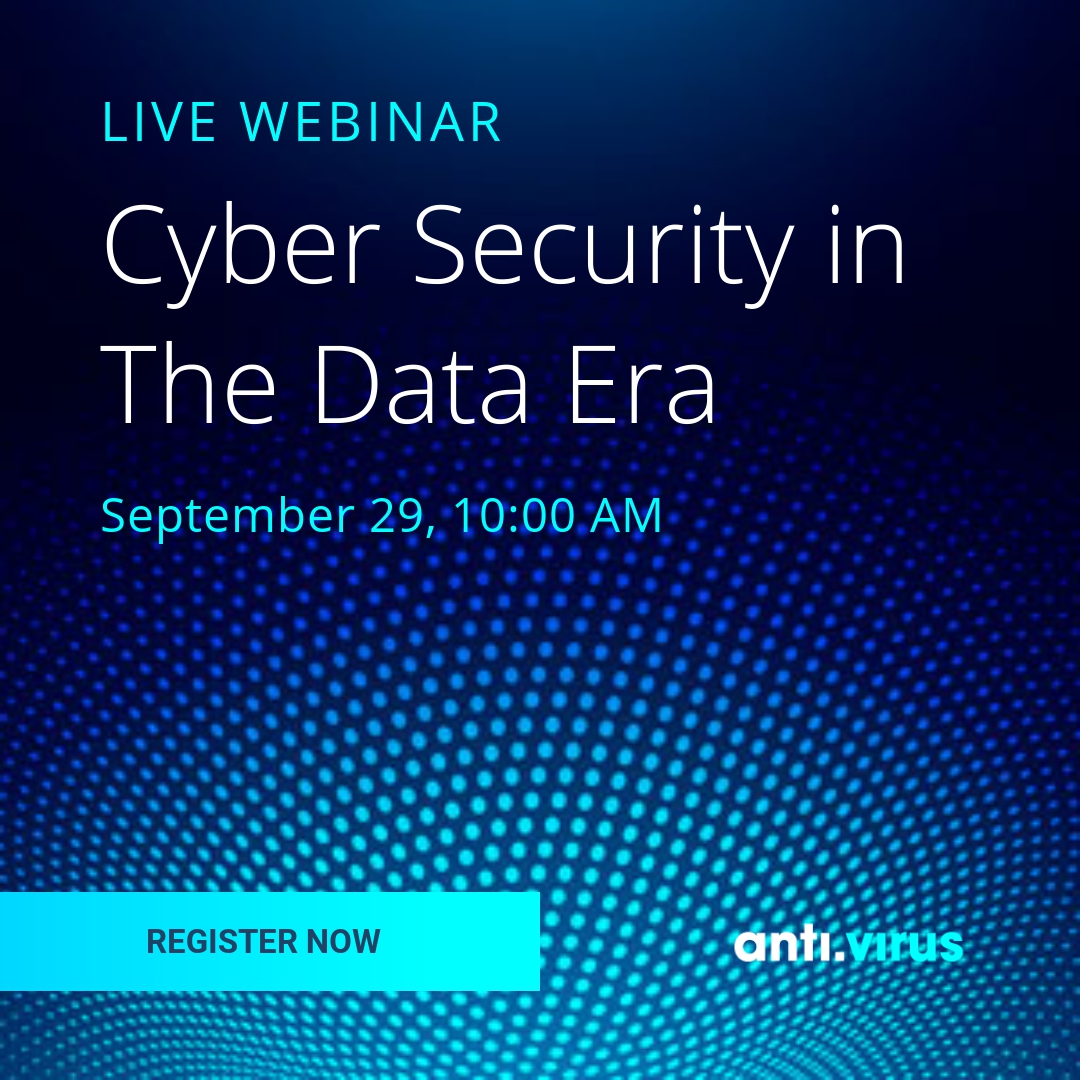 LIVE WEBINAR
Cyber Security in
The Data Era
September 29, 10:00 AM
REGISTER NOW
anti.virus